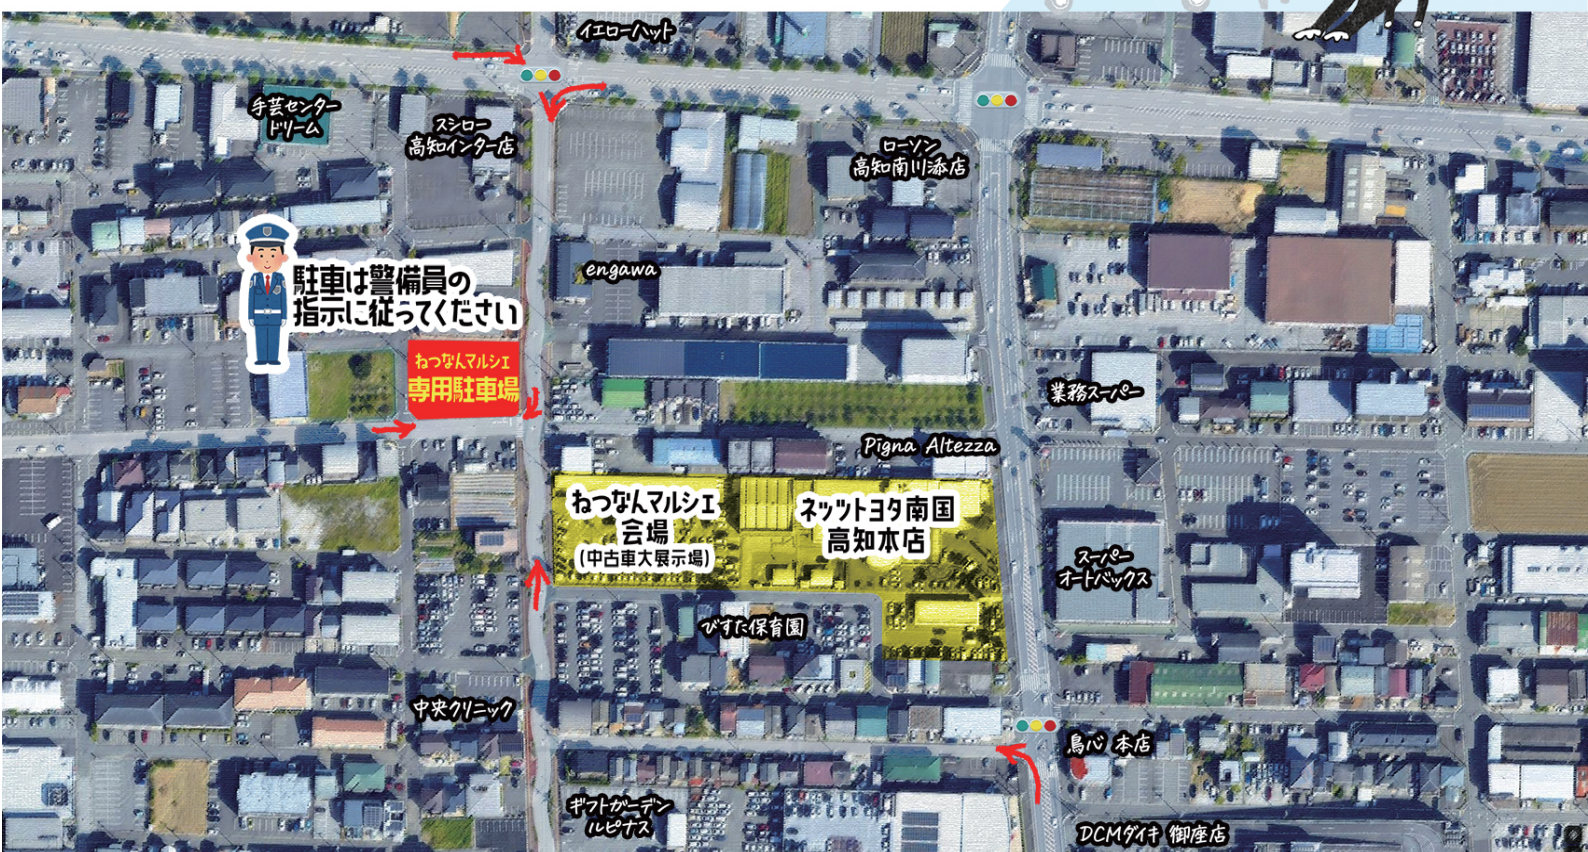 イエローハット
手芸センター
ドリーム
スシロー
高知インター店
ローソン
高知南川添店
engawa
駐車は警備員の
指示に従ってください
ねつなんマルシェ
専用駐車場
業務スーパー
Pigna Altezza
ねつなんマルシェ
会場
(中古車大展示場)
ネッツトヨタ南国
高知本店
スーパー
オートバックス
びすた保育園
中央クリニック
鳥心 本店
ギフトガーデン
ルピナス
DCMダイキ 御座店